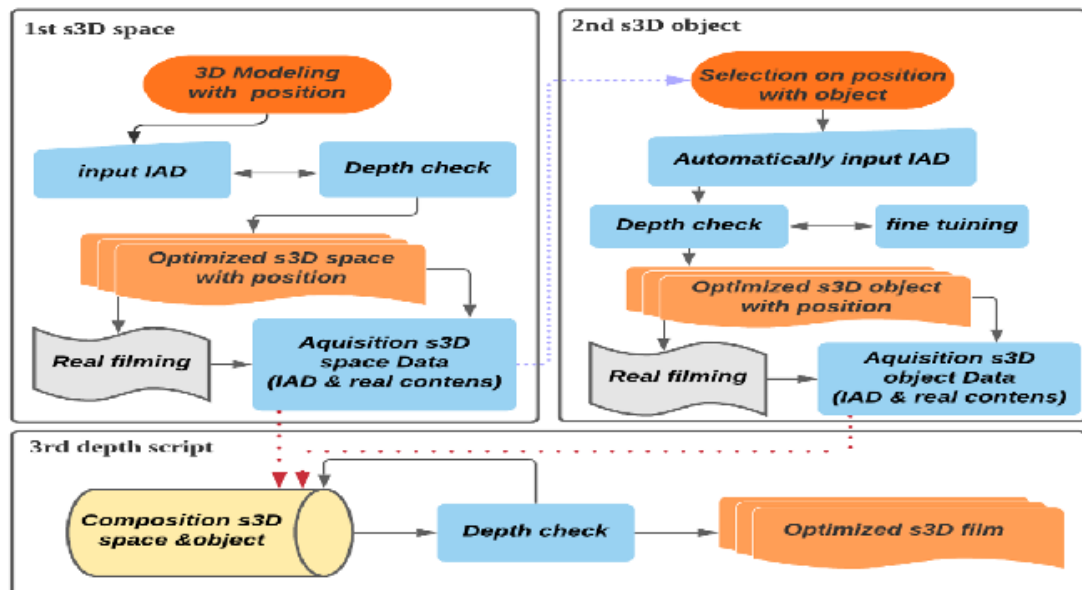 1st s3D space
3D Modeling
with position
input IAD
Depth check
Optimized s3D space
with position
Real filming
Aquisition s3D
space Data
(IAD & real contens)
2nd s3D object
Selection on position
with object
Automatically input IAD
Depth check
fine tuining
Optimized s3D object
with position
Real filming
Aquisition s3D
object Data
(IAD & real contens)
3rd depth script
Composition s3D
space &object
Depth check
Optimized s3D film